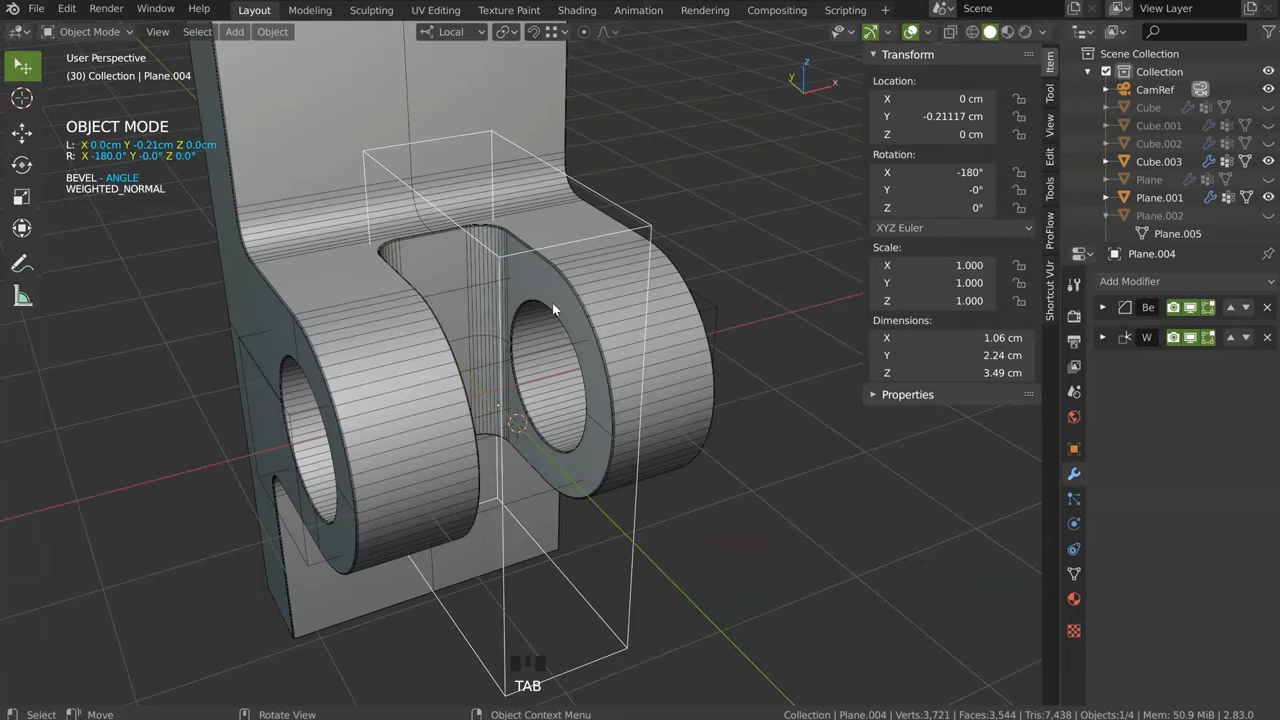 File Edit Render Window Help Layout Modeling Sculpting UV Editing Texture Paint Shading Animation Rendering Compositing Scripting + Scene View Layer
Object Mode View Select Add Object Local
User Perspective
(30) Collection | Plane.004
OBJECT MODE
L: X 0.0cm Y -0.21cm Z 0.0cm
R: X -180.0° Y -0.0° Z 0.0°
BEVEL - ANGLE
WEIGHTED_NORMAL
z
y
x
TAB
Transform
Location:
X 0 cm
Y -0.21117 cm
Z 0 cm
Rotation:
X -180°
Y -0°
Z 0°
XYZ Euler
Scale:
X 1.000
Y 1.000
Z 1.000
Dimensions:
X 1.06 cm
Y 2.24 cm
Z 3.49 cm
Properties
Item
Tool
View
Edit
Tools
ProFlow
Shortcut VUr
Scene Collection
Collection
CamRef
Cube
Cube.001
Cube.002
Cube.003
Plane
Plane.001
Plane.002
Plane.005
Plane.004
Add Modifier
Be
W
Select Move Rotate View Object Context Menu Collection | Plane.004 | Verts:3,721 | Faces:3,544 | Tris:7,438 | Objects:1/4 | Mem: 50.9 MiB | 2.83.0